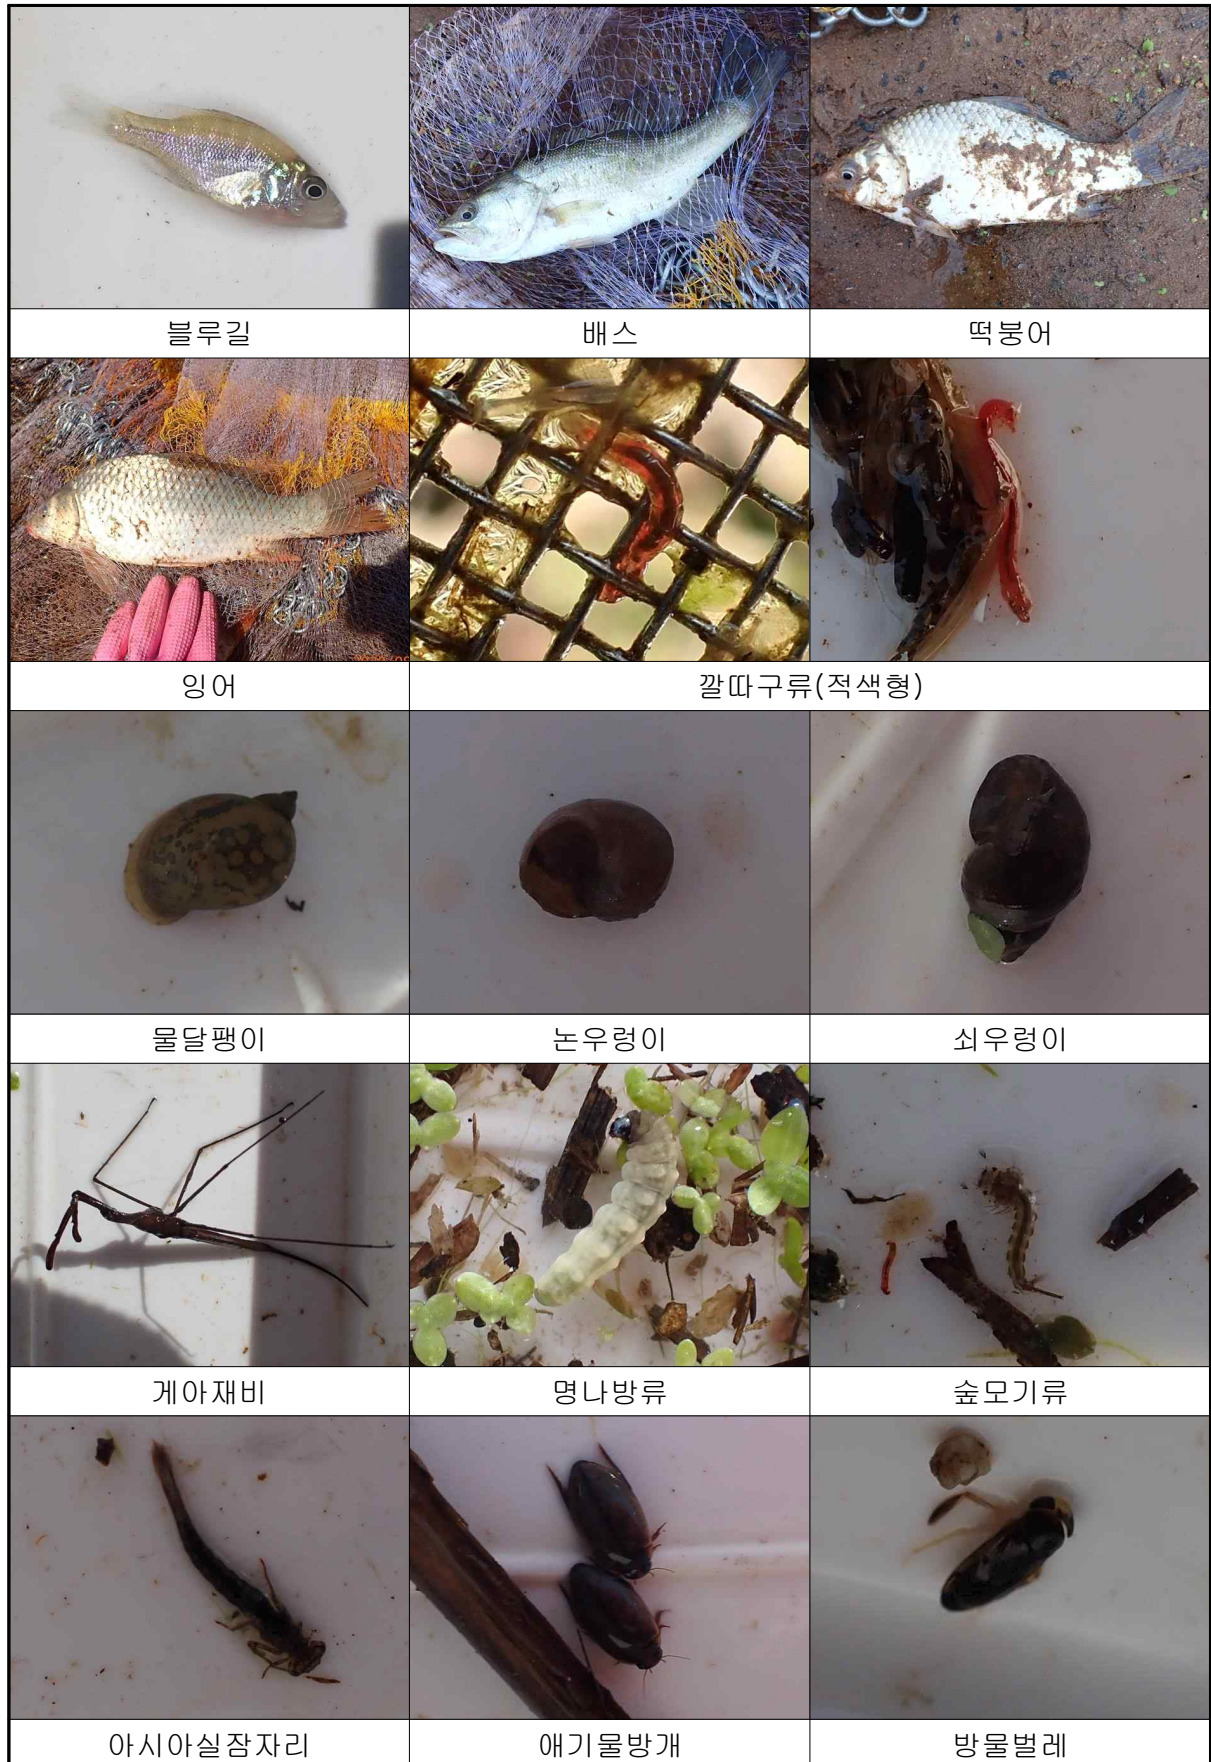 블루길
배스
떡붕어
잉어
깔따구류(적색형)
물달팽이
논우렁이
쇠우렁이
게아재비
명나방류
숲모기류
아시아실잠자리
애기물방개
방물벌레